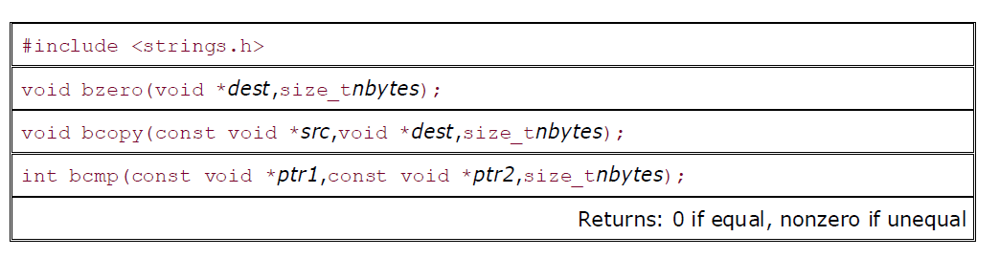 #include <strings.h>
void bzero(void *dest,size_tnbytes);
void bcopy(const void *src,void *dest,size_tnbytes);
int bcmp(const void *ptr1,const void *ptr2,size_tnbytes);
Returns: 0 if equal, nonzero if unequal